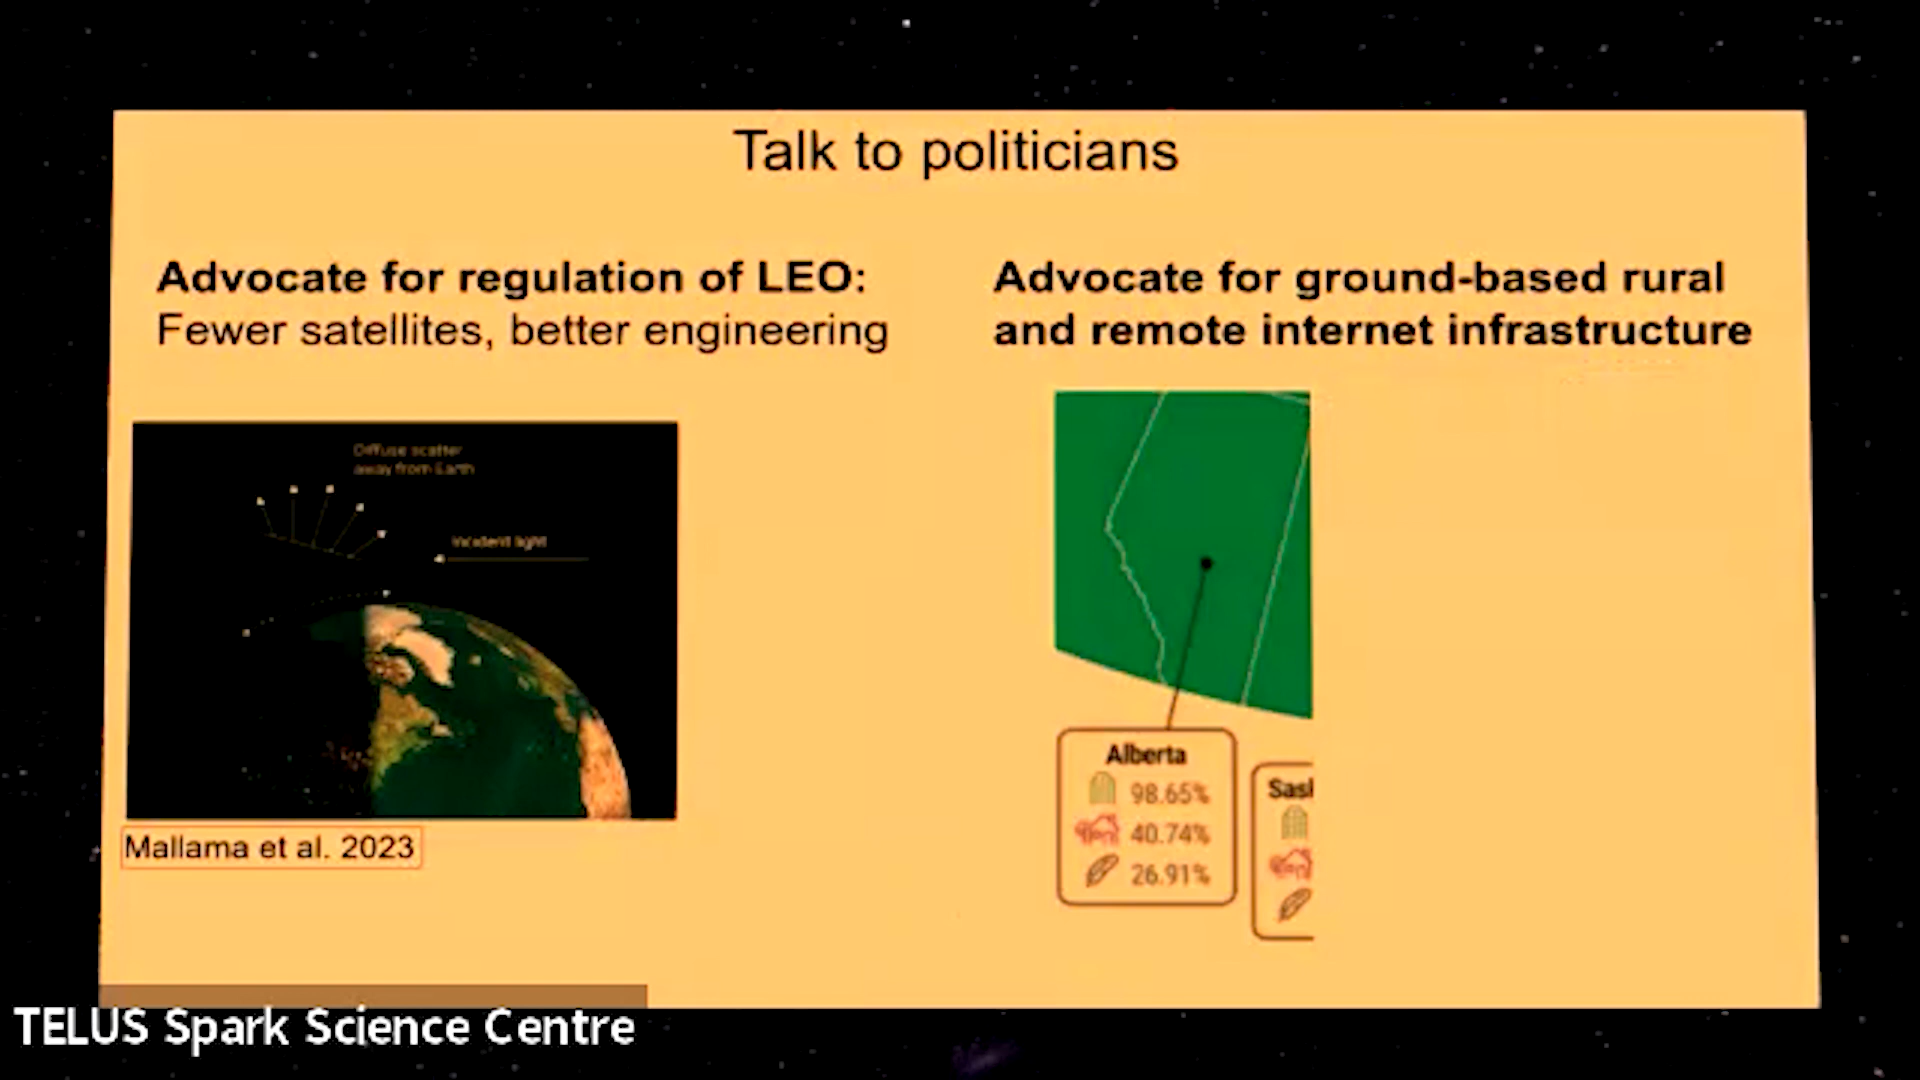 Talk to politicians
Advocate for regulation of LEO:
Fewer satellites, better engineering
Advocate for ground-based rural
and remote internet infrastructure
Diffuse scatter
away from Earth
Incident light
Mallama et al. 2023
Alberta
98.65%
40.74%
26.91%
Sask
TELUS Spark Science Centre